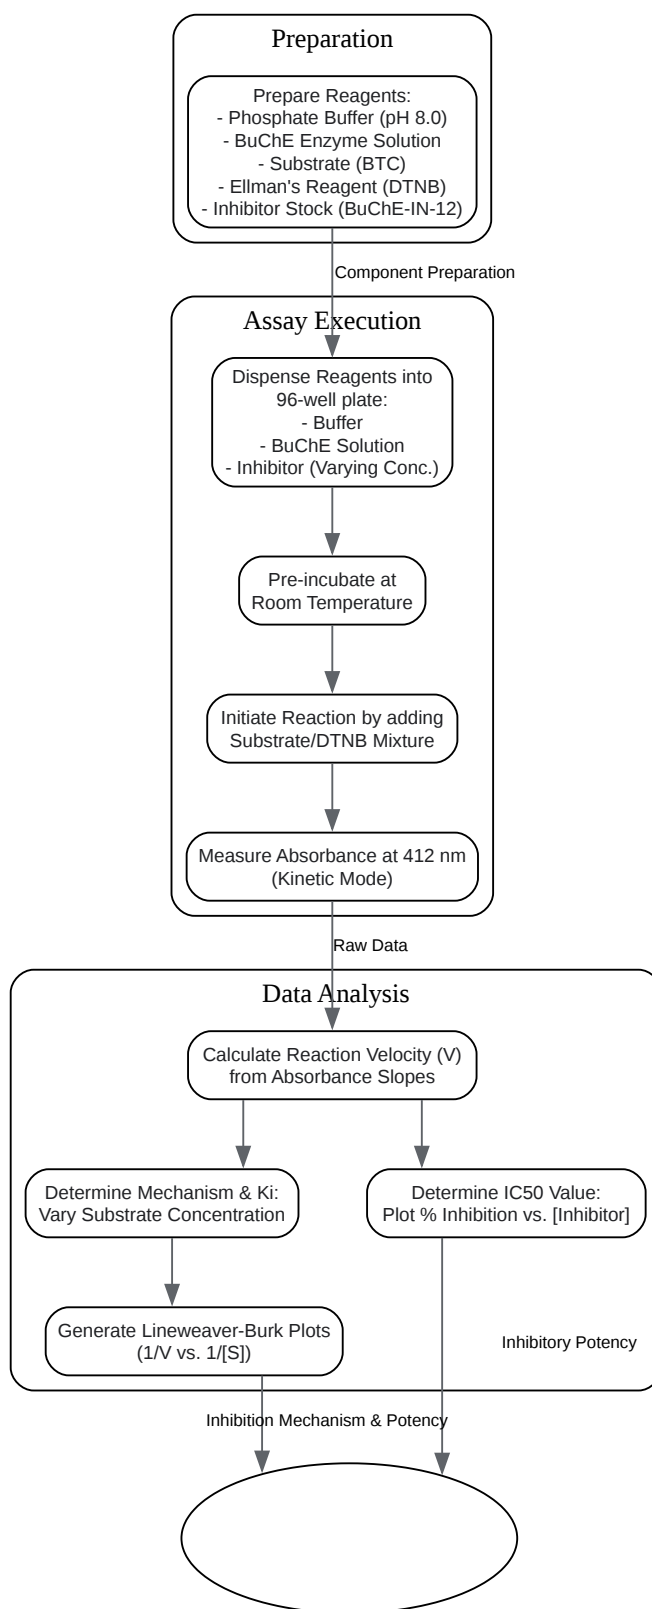 Preparation
Prepare Reagents:
- Phosphate Buffer (pH 8.0)
- BuChE Enzyme Solution
- Substrate (BTC)
- Ellman's Reagent (DTNB)
- Inhibitor Stock (BuChE-IN-12)
Component Preparation
Assay Execution
Dispense Reagents into
96-well plate:
- Buffer
- BuChE Solution
- Inhibitor (Varying Conc.)
Pre-incubate at
Room Temperature
Initiate Reaction by adding
Substrate/DTNB Mixture
Measure Absorbance at 412 nm
(Kinetic Mode)
Raw Data
Data Analysis
Calculate Reaction Velocity (V)
from Absorbance Slopes
Determine Mechanism & Ki:
Vary Substrate Concentration
Determine IC50 Value:
Plot % Inhibition vs. [Inhibitor]
Generate Lineweaver-Burk Plots
(1/V vs. 1/[S])
Inhibitory Potency
Inhibition Mechanism & Potency